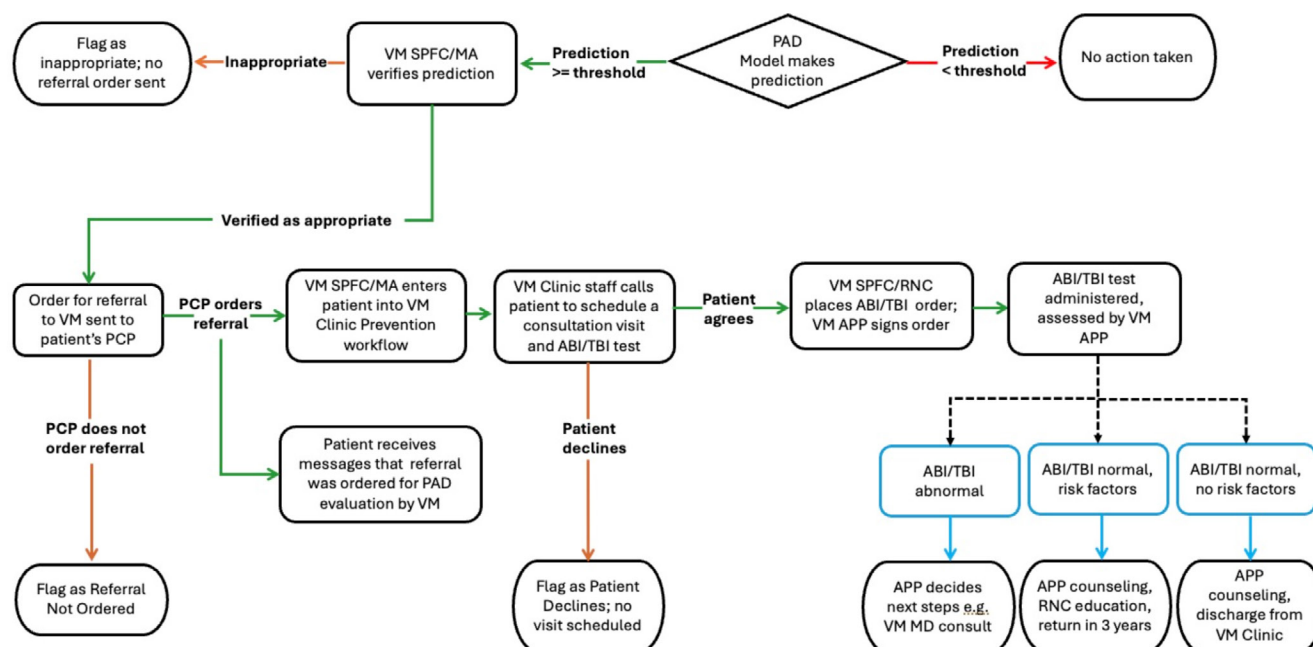 Flag as
inappropriate; no
referral order sent
Inappropriate
VM SPFC/MA
verifies prediction
Prediction
>= threshold
PAD
Model makes
prediction
Prediction
< threshold
No action taken
Verified as appropriate
Order for referral
to VM sent to
patient's PCP
PCP orders
referral
VM SPFC/MA enters
patient into VM
Clinic Prevention
workflow
VM Clinic staff calls
patient to schedule a
consultation visit
and ABI/TBI test
Patient
agrees
VM SPFC/RNC
places ABI/TBI order;
VM APP signs order
ABI/TBI test
administered,
assessed by VM
APP
PCP does not
order referral
Patient receives
messages that referral
was ordered for PAD
evaluation by VM
Patient
declines
ABI/TBI
abnormal
ABI/TBI normal,
risk factors
ABI/TBI normal,
no risk factors
Flag as Referral
Not Ordered
Flag as Patient
Declines; no
visit scheduled
APP decides
next steps e.g.
VM MD consult
APP counseling,
RNC education,
return in 3 years
APP
counseling,
discharge from
VM Clinic